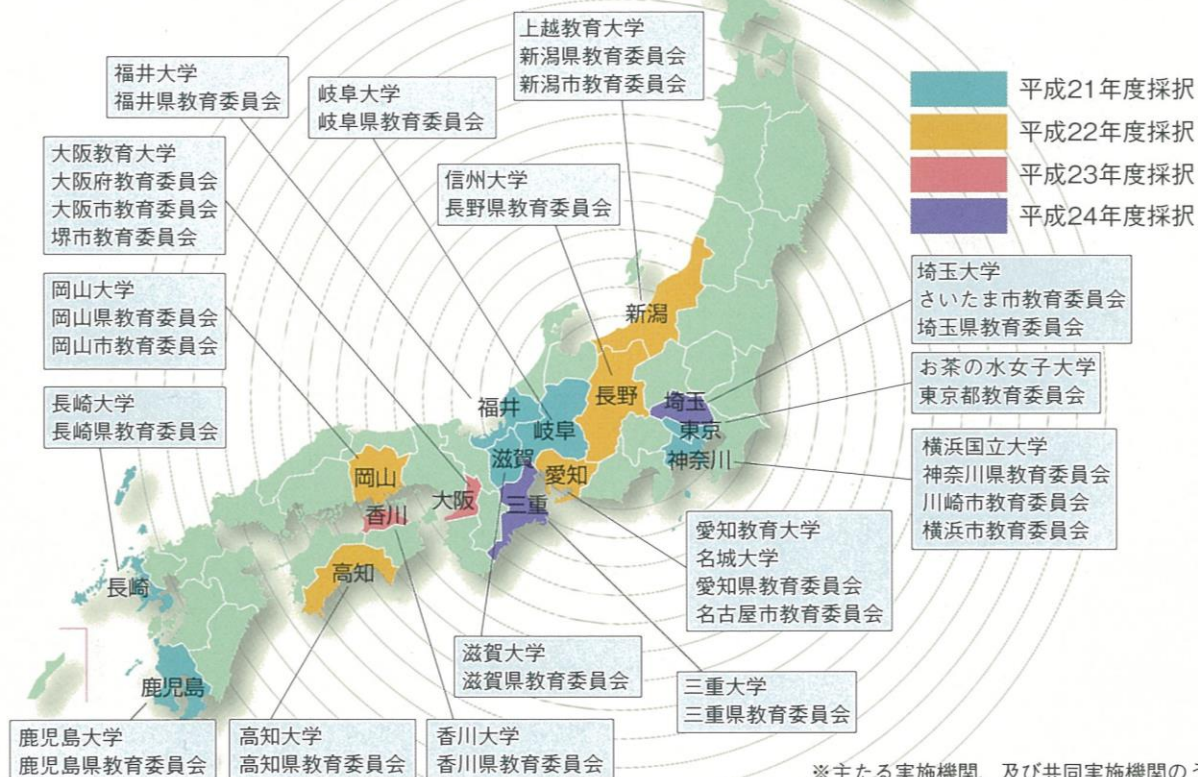 上越教育大学
新潟県教育委員会
新潟市教育委員会
福井大学
福井県教育委員会
岐阜大学
岐阜県教育委員会
平成21年度採択
平成22年度採択
平成23年度採択
平成24年度採択
大阪教育大学
大阪府教育委員会
大阪市教育委員会
堺市教育委員会
信州大学
長野県教育委員会
岡山大学
岡山県教育委員会
岡山市教育委員会
埼玉大学
さいたま市教育委員会
埼玉県教育委員会
お茶の水女子大学
東京都教育委員会
長崎大学
長崎県教育委員会
横浜国立大学
神奈川県教育委員会
川崎市教育委員会
横浜市教育委員会
新潟
長野
福井
埼玉
岐阜
東京
滋賀
神奈川
岡山
愛知
大阪
三重
香川
高知
長崎
鹿児島
愛知教育大学
名城大学
愛知県教育委員会
名古屋市教育委員会
滋賀大学
滋賀県教育委員会
三重大学
三重県教育委員会
鹿児島大学
鹿児島県教育委員会
高知大学
高知県教育委員会
香川大学
香川県教育委員会
※主たる実施機関、及び共同実施機関の